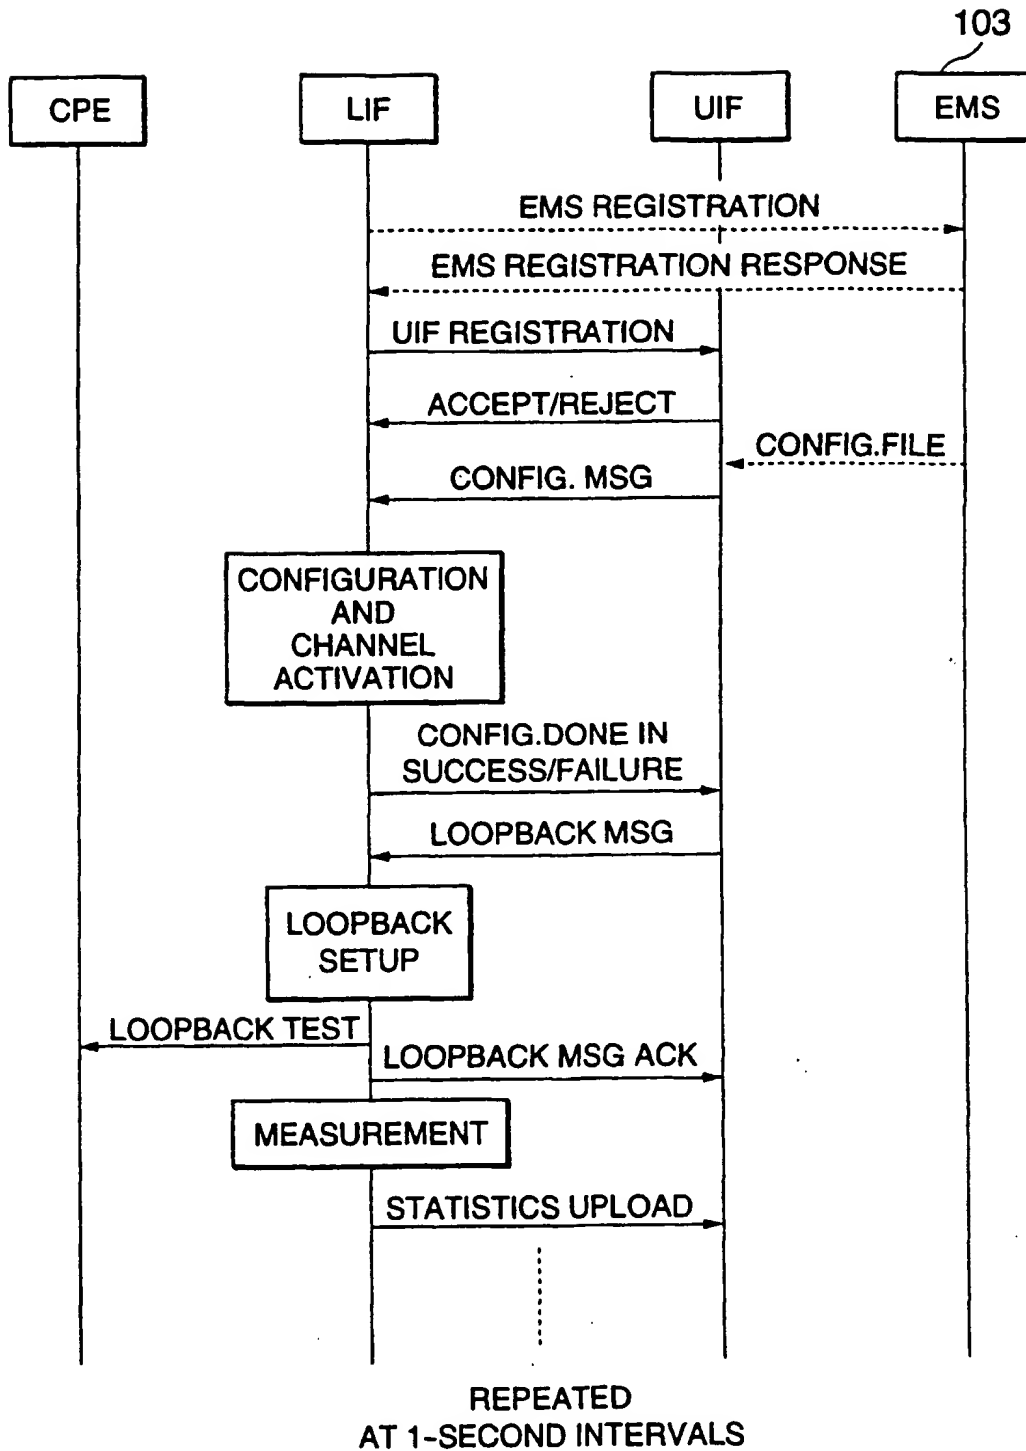 103
CPE
LIF
UIF
EMS
EMS REGISTRATION
EMS REGISTRATION RESPONSE
UIF REGISTRATION
ACCEPT/REJECT
CONFIG.FILE
CONFIG. MSG
CONFIGURATION
AND
CHANNEL
ACTIVATION
CONFIG.DONE IN
SUCCESS/FAILURE
LOOPBACK MSG
LOOPBACK
SETUP
LOOPBACK TEST
LOOPBACK MSG ACK
MEASUREMENT
STATISTICS UPLOAD
REPEATED
AT 1-SECOND INTERVALS